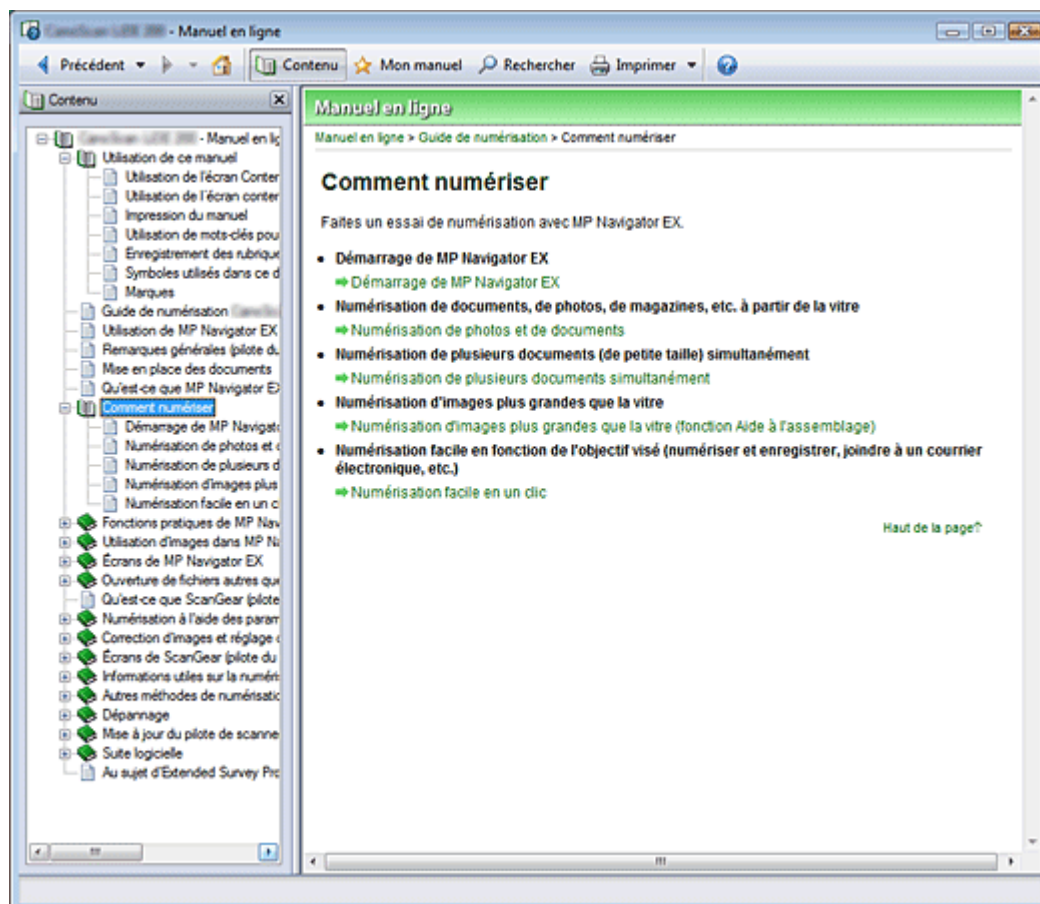 - Manuel en ligne
Précédent
Contenu
Mon manuel
Rechercher
Imprimer
Contenu
- Manuel en lig
Utilisation de ce manuel
Utilisation de l'écran Conter
Utilisation de l'écran conter
Impression du manuel
Utilisation de mots-clés pou
Enregistrement des rubrique
Symboles utilisés dans ce d
Marques
Guide de numérisation
Utilisation de MP Navigator EX
Remarques générales (pilote du
Mise en place des documents
Qu'est-ce que MP Navigator EX
Comment numériser
Démarrage de MP Navigato
Numérisation de photos et d
Numérisation de plusieurs d
Numérisation d'images plus
Numérisation facile en un cl
Fonctions pratiques de MP Nav
Utilisation d'images dans MP Na
Écrans de MP Navigator EX
Ouverture de fichiers autres que
Qu'est-ce que ScanGear (pilote
Numérisation à l'aide des param
Correction d'images et réglage d
Écrans de ScanGear (pilote du
Informations utiles sur la numéris
Autres méthodes de numérisatio
Dépannage
Mise à jour du pilote de scanne
Suite logicielle
Au sujet d'Extended Survey Pro
Manuel en ligne
Manuel en ligne > Guide de numérisation > Comment numériser
Comment numériser
Faites un essai de numérisation avec MP Navigator EX.
Démarrage de MP Navigator EX
Démarrage de MP Navigator EX
Numérisation de documents, de photos, de magazines, etc. à partir de la vitre
Numérisation de photos et de documents
Numérisation de plusieurs documents (de petite taille) simultanément
Numérisation de plusieurs documents simultanément
Numérisation d'images plus grandes que la vitre
Numérisation d'images plus grandes que la vitre (fonction Aide à l'assemblage)
Numérisation facile en fonction de l'objectif visé (numériser et enregistrer, joindre à un courrier
électronique, etc.)
Numérisation facile en un clic
Haut de la page?